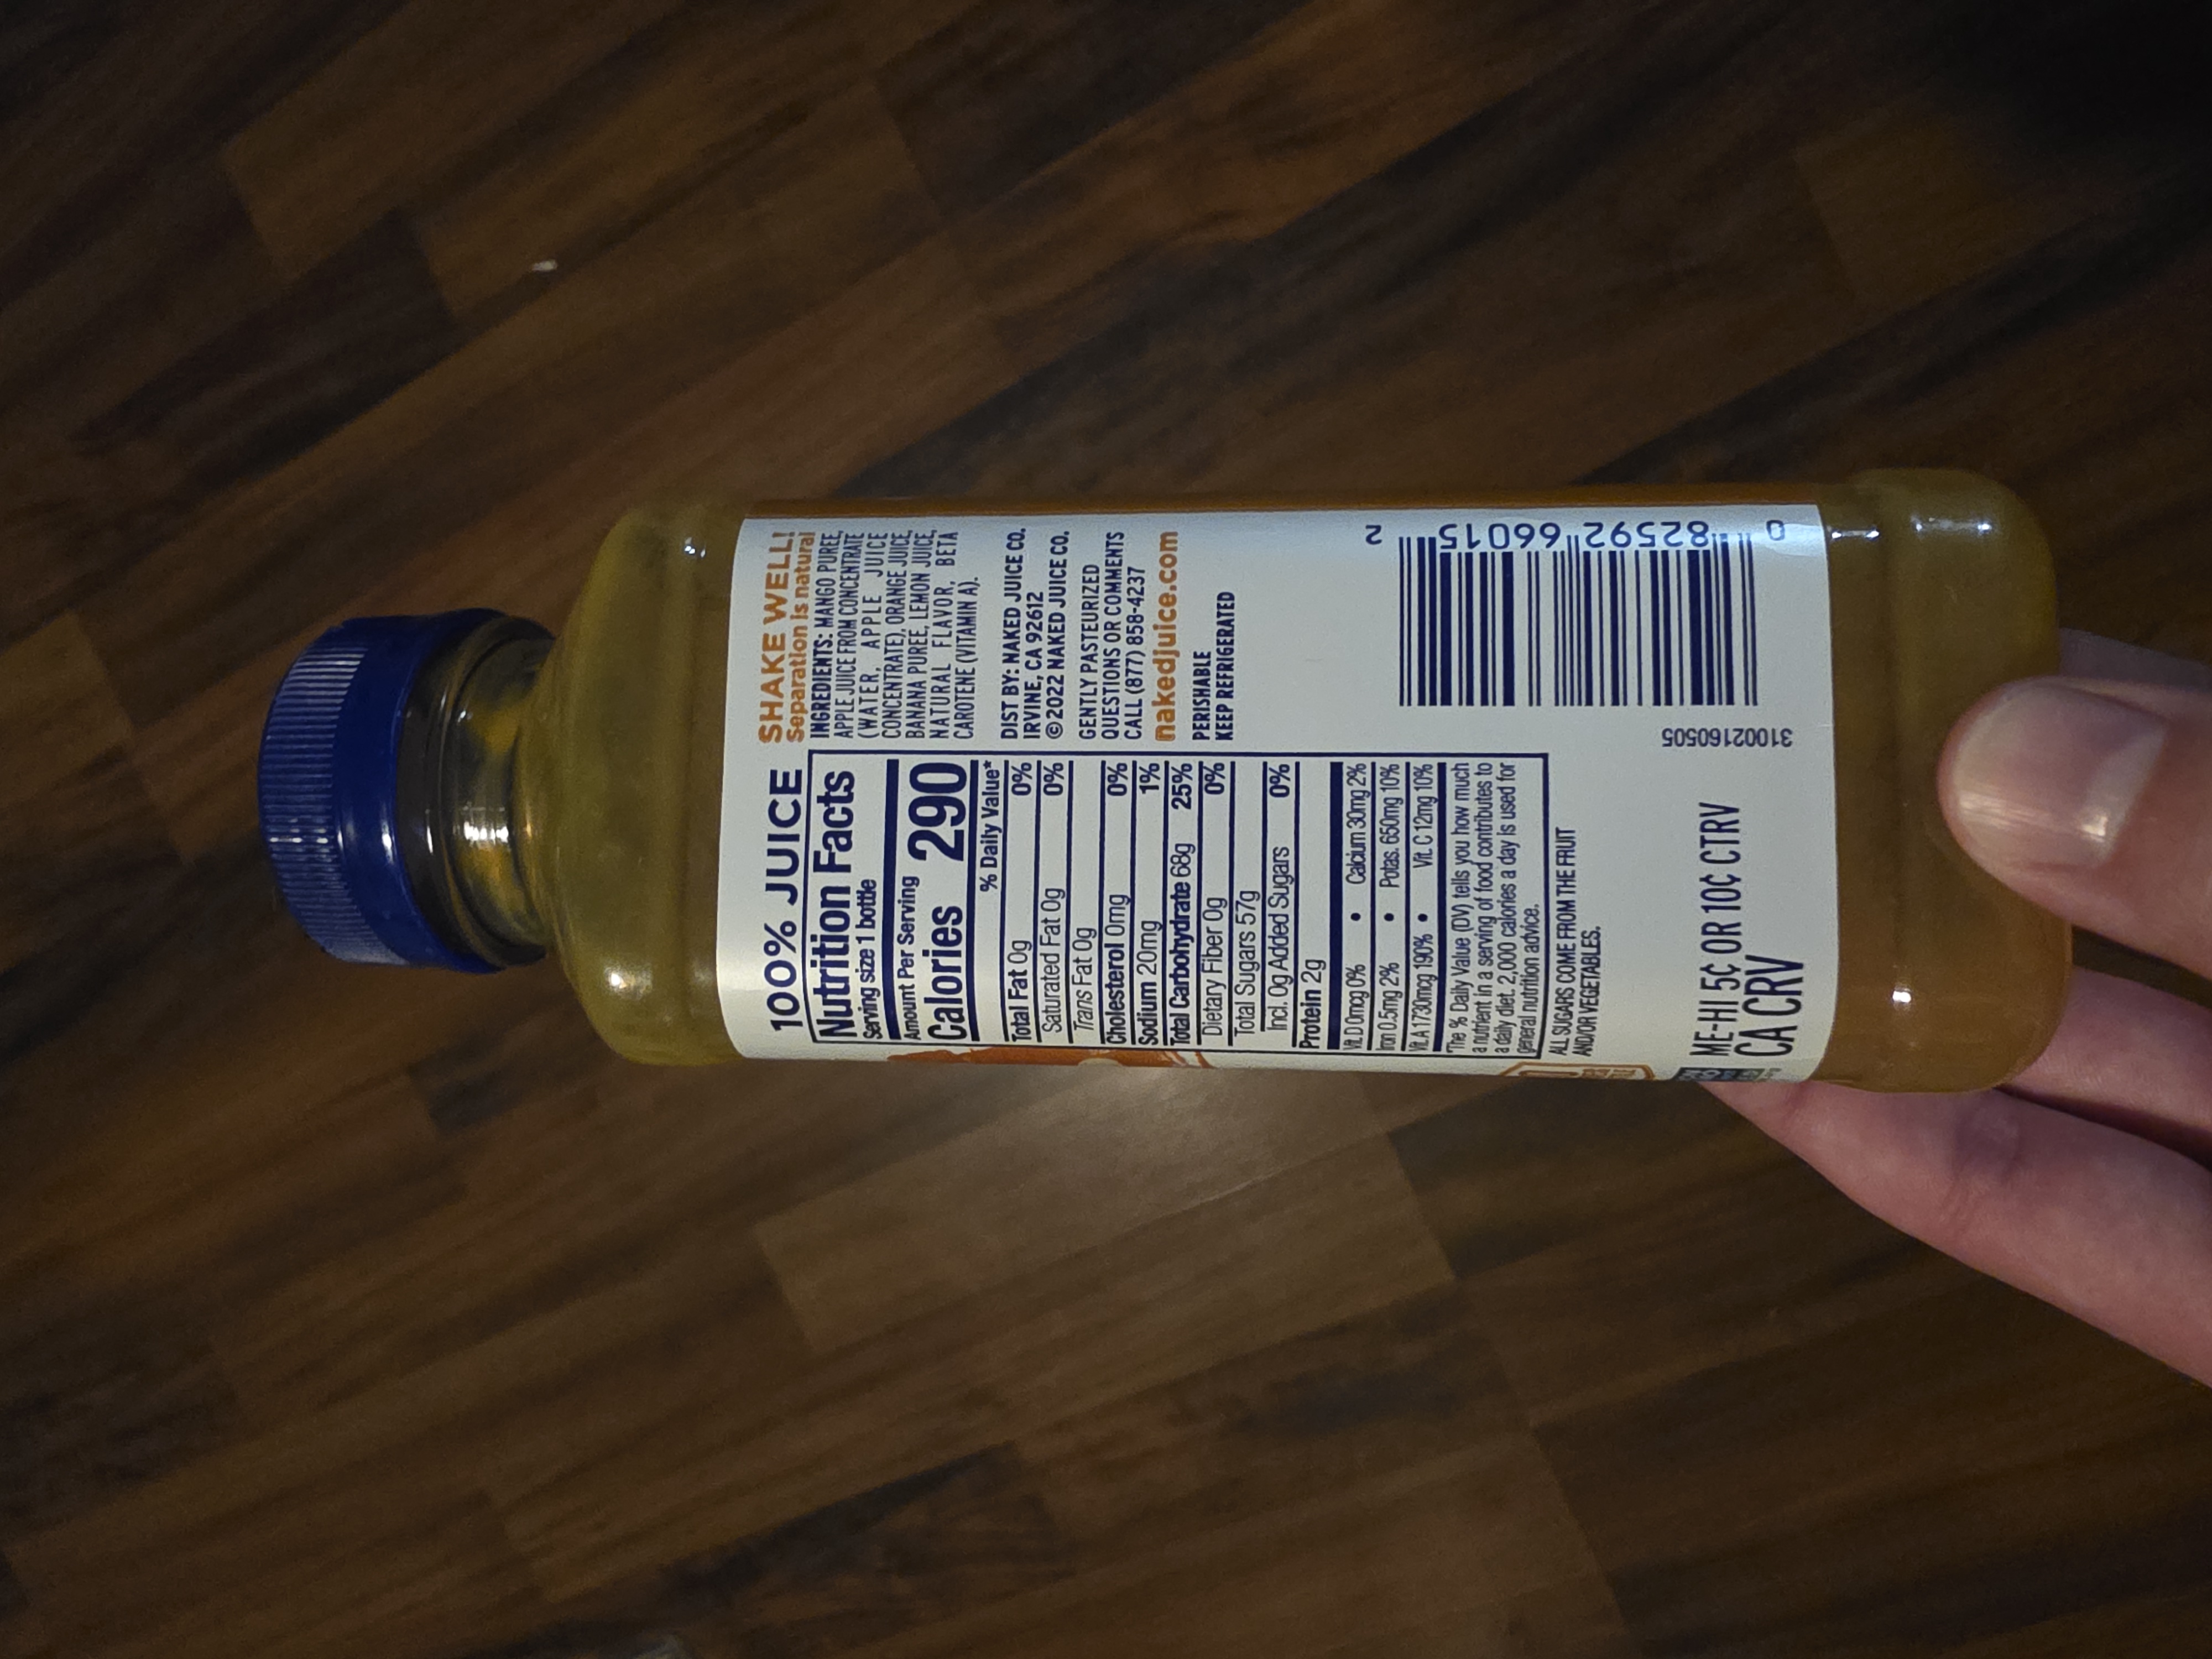 100% JUICE
Nutrition Facts
Serving size 1 bottle
Amount Per Serving
Calories 290
% Daily Value*
Total Fat 0g 0%
Saturated Fat 0g 0%
Trans Fat 0g
Cholesterol 0mg 0%
Sodium 20mg 1%
Total Carbohydrate 68g 25%
Dietary Fiber 0g 0%
Total Sugars 57g
Incl. 0g Added Sugars 0%
Protein 2g
Vit. D 0mcg 0% • Calcium 30mg 2%
Iron 0.5mg 2% • Potas. 650mg 10%
Vit. A 1730mcg 190% • Vit. C 12mg 10%
*The % Daily Value (DV) tells you how much
a nutrient in a serving of food contributes to
a daily diet. 2,000 calories a day is used for
general nutrition advice.
ALL SUGARS COME FROM THE FRUIT
AND/OR VEGETABLES.
ME-HI 5¢ OR 10¢ CTRV
CA CRV
SHAKE WELL!
Separation is natural
INGREDIENTS: MANGO PUREE,
APPLE JUICE FROM CONCENTRATE
(WATER, APPLE JUICE
CONCENTRATE), ORANGE JUICE,
BANANA PUREE, LEMON JUICE,
NATURAL FLAVOR, BETA
CAROTENE (VITAMIN A).
DIST BY: NAKED JUICE CO.
IRVINE, CA 92612
©2022 NAKED JUICE CO.
GENTLY PASTEURIZED
QUESTIONS OR COMMENTS
CALL (877) 858-4237
nakedjuice.com
PERISHABLE
KEEP REFRIGERATED
0 82592 66015 2
31002160505